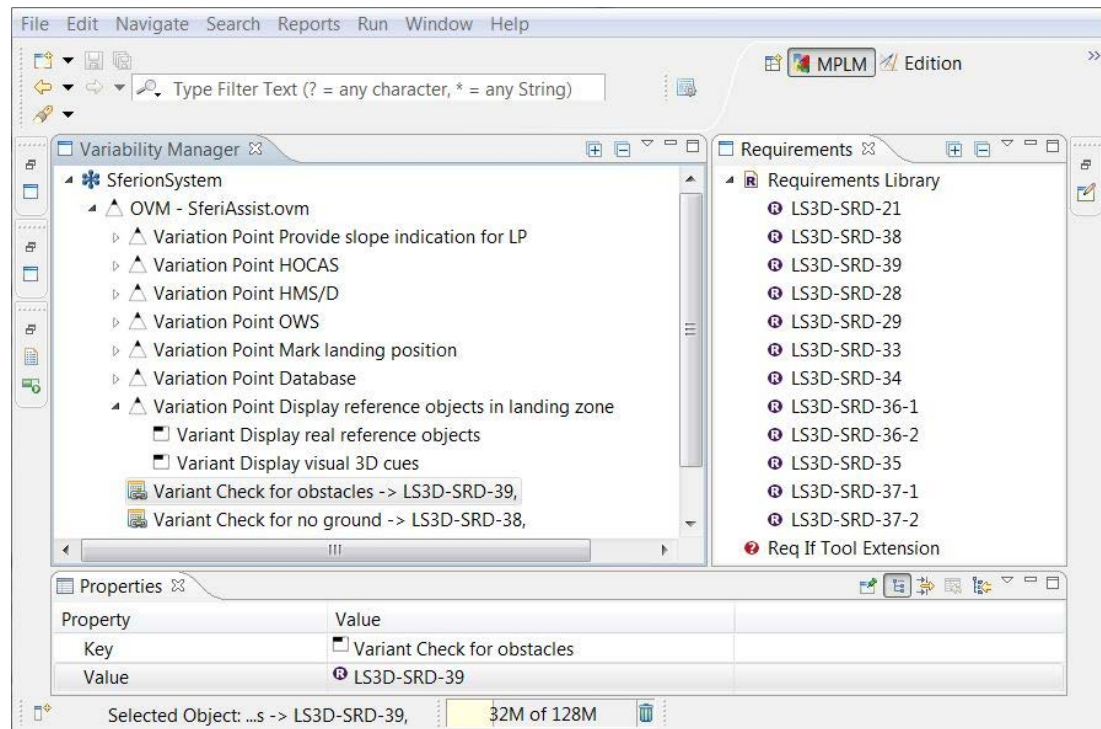 File Edit Navigate Search Reports Run Window Help
MPLM Edition
Type Filter Text (? = any character, * = any String)
Variability Manager
SferionSystem
OVM - SferiAssist.ovm
Variation Point Provide slope indication for LP
Variation Point HOCAS
Variation Point HMS/D
Variation Point OWS
Variation Point Mark landing position
Variation Point Database
Variation Point Display reference objects in landing zone
Variant Display real reference objects
Variant Display visual 3D cues
Variant Check for obstacles -> LS3D-SRD-39,
Variant Check for no ground -> LS3D-SRD-38,
Requirements
Requirements Library
LS3D-SRD-21
LS3D-SRD-38
LS3D-SRD-39
LS3D-SRD-28
LS3D-SRD-29
LS3D-SRD-33
LS3D-SRD-34
LS3D-SRD-36-1
LS3D-SRD-36-2
LS3D-SRD-35
LS3D-SRD-37-1
LS3D-SRD-37-2
Req If Tool Extension
Properties
Property Value
Key Variant Check for obstacles
Value LS3D-SRD-39
Selected Object: ...s -> LS3D-SRD-39, 32M of 128M